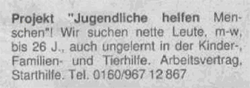 Projekt "Jugendliche helfen Men-
schen"! Wir suchen nette Leute, m-w,
bis 26 J., auch ungelernt in der Kinder-,
Familien- und Tierhilfe. Arbeitsvertrag,
Starthilfe. Tel. 0160/967 12 867